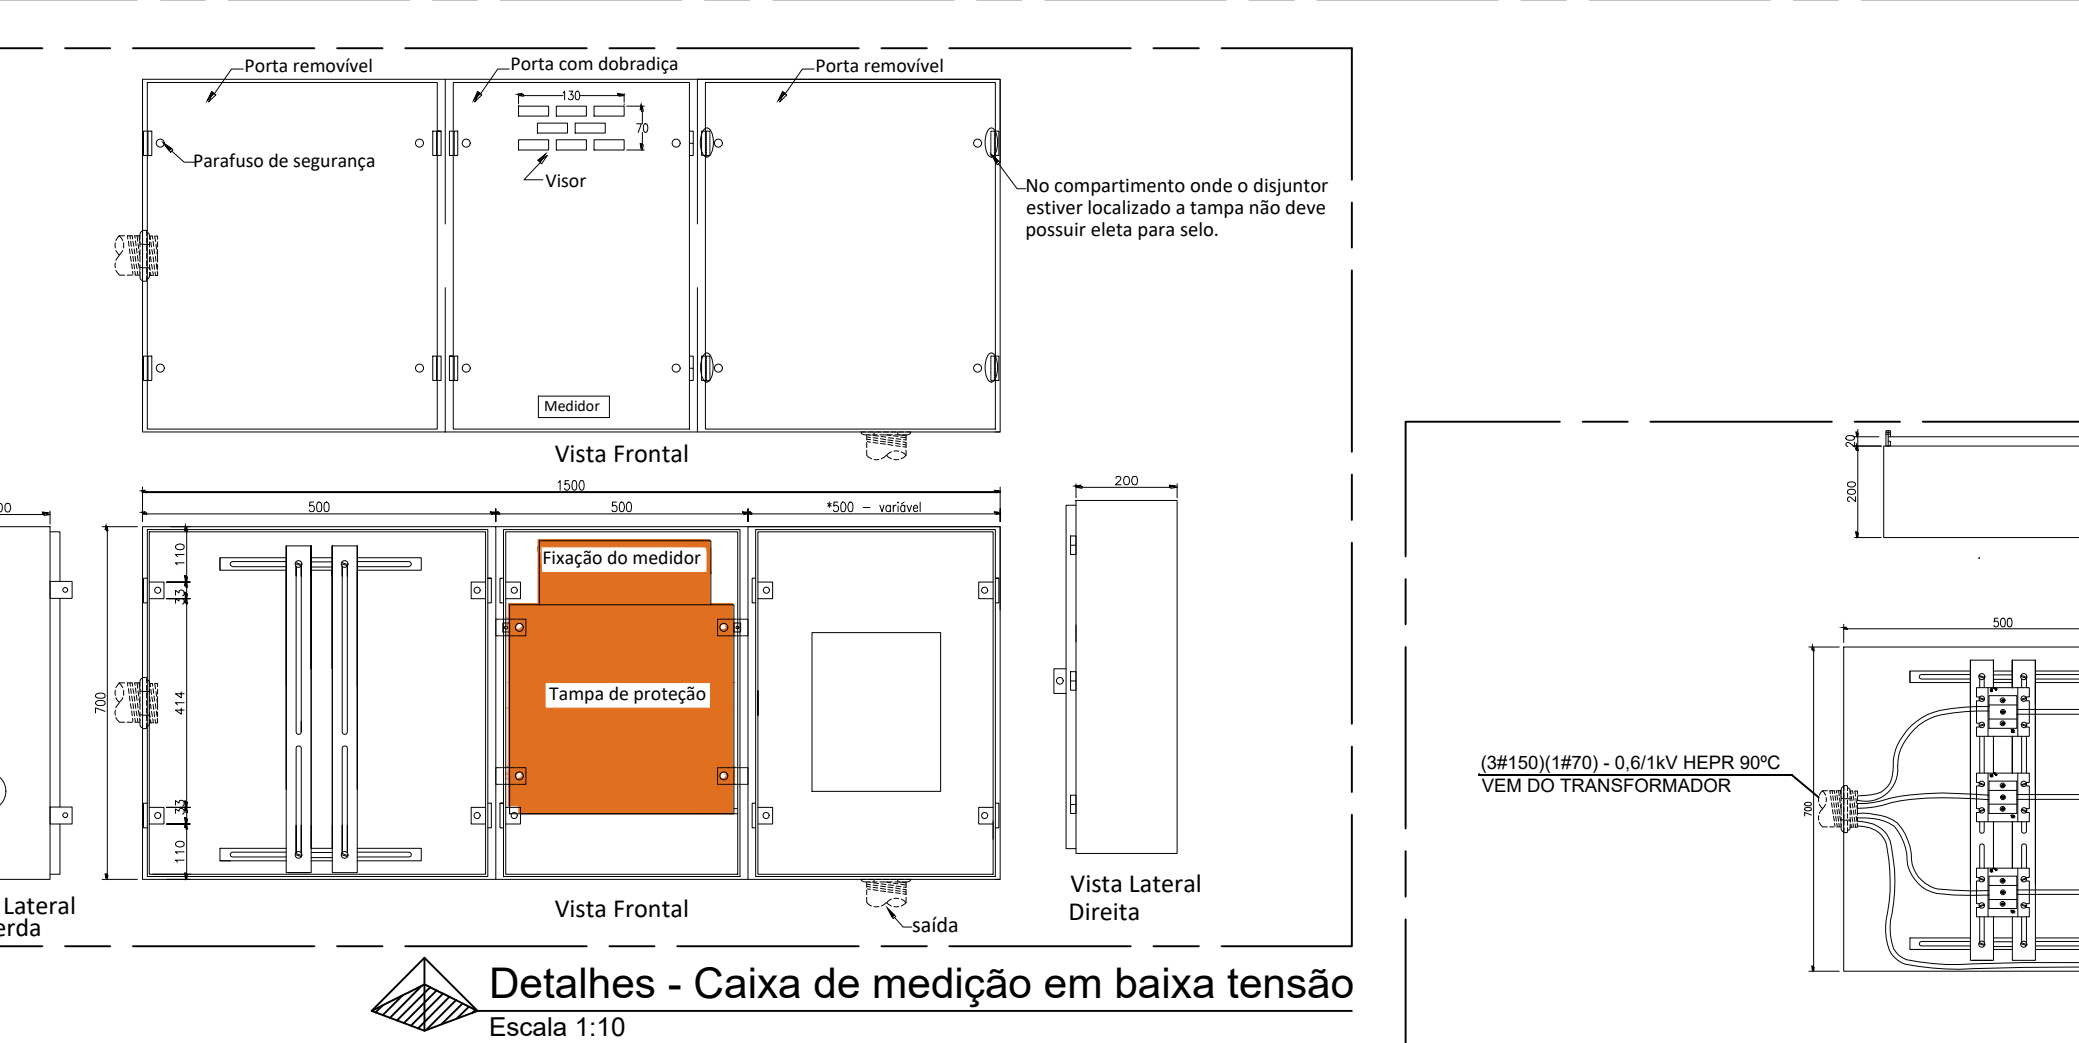 Porta removível
Porta com dobradiça
Porta removível
130
70
Parafuso de segurança
Visor
No compartimento onde o disjuntor
estiver localizado a tampa não deve
possuir eleta para selo.
Medidor
Vista Frontal
1500
500
500
*500 - variável
200
110
33
414
33
110
700
Fixação do medidor
Tampa de proteção
Vista Frontal
saída
Vista Lateral
Direita
Lateral
erda
Detalhes - Caixa de medição em baixa tensão
Escala 1:10
20
200
500
700
(3#150)(1#70) - 0,6/1kV HEPR 90ºC
VEM DO TRANSFORMADOR